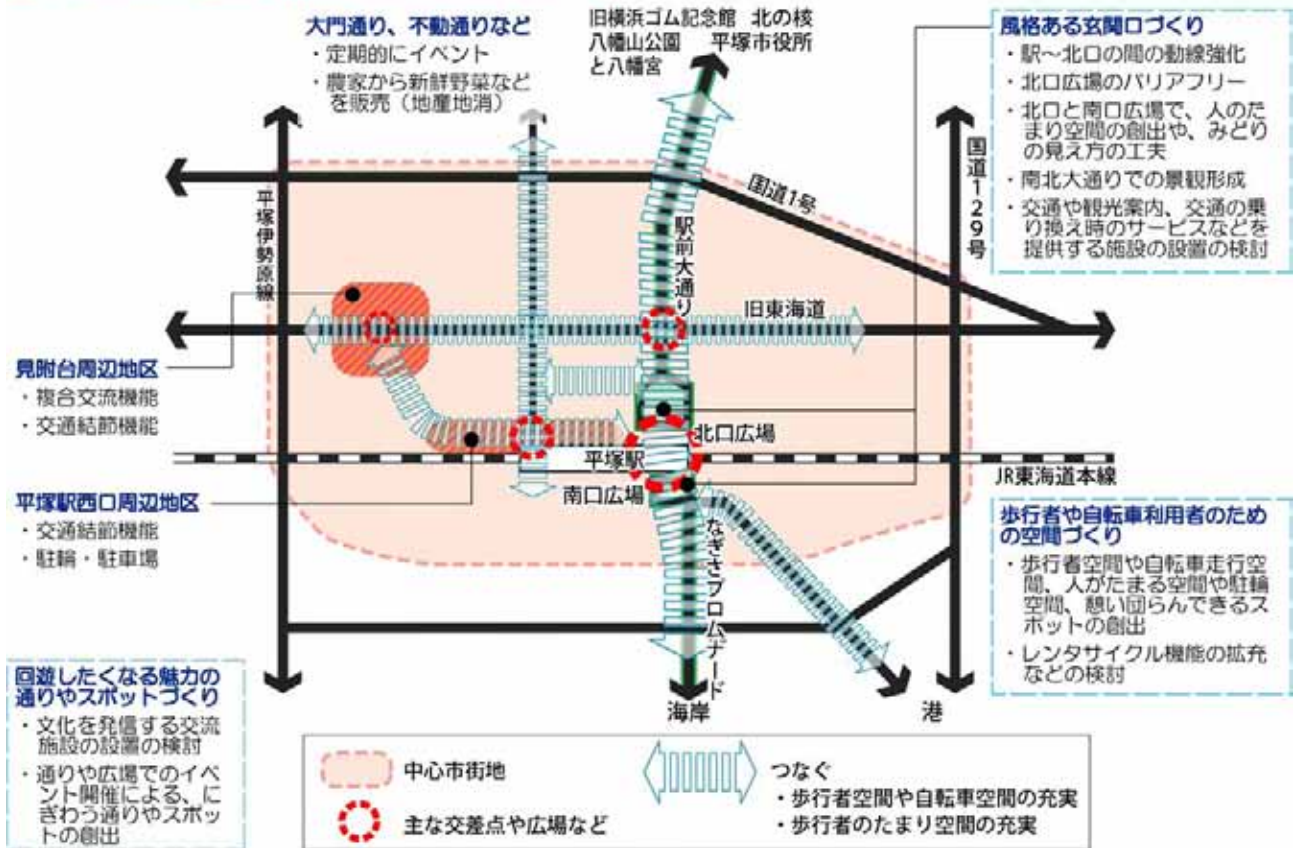 大門通り、不動通りなど
・定期的にイベント
・農家から新鮮野菜など
を販売（地産地消）
旧横浜ゴム記念館　北の核
八幡山公園　平塚市役所
と八幡宮
風格ある玄関口づくり
・駅～北口の間の動線強化
・北口広場のバリアフリー
・北口と南口広場で、人のた
まり空間の創出や、みどり
の見え方の工夫
・南北大通りでの景観形成
・交通や観光案内、交通の乗
り換え時のサービスなどを
提供する施設の設置の検討
国道1号
国道129号
平塚伊勢原線
駅前大通り
旧東海道
見附台周辺地区
・複合交流機能
・交通結節機能
北口広場
平塚駅
JR東海道本線
南口広場
平塚駅西口周辺地区
・交通結節機能
・駐輪・駐車場
なぎさプロムナード
歩行者や自転車利用者のため
の空間づくり
・歩行者空間や自転車走行空
間、人がたまる空間や駐輪
空間、憩い団らんできるス
ポットの創出
・レンタサイクル機能の拡充
などの検討
回遊したくなる魅力の
通りやスポットづくり
・文化を発信する交流
施設の設置の検討
・通りや広場でのイベ
ント開催による、に
ぎわう通りやスポッ
トの創出
海岸
港
中心市街地
主な交差点や広場など
つなぐ
・歩行者空間や自転車空間の充実
・歩行者のたまり空間の充実